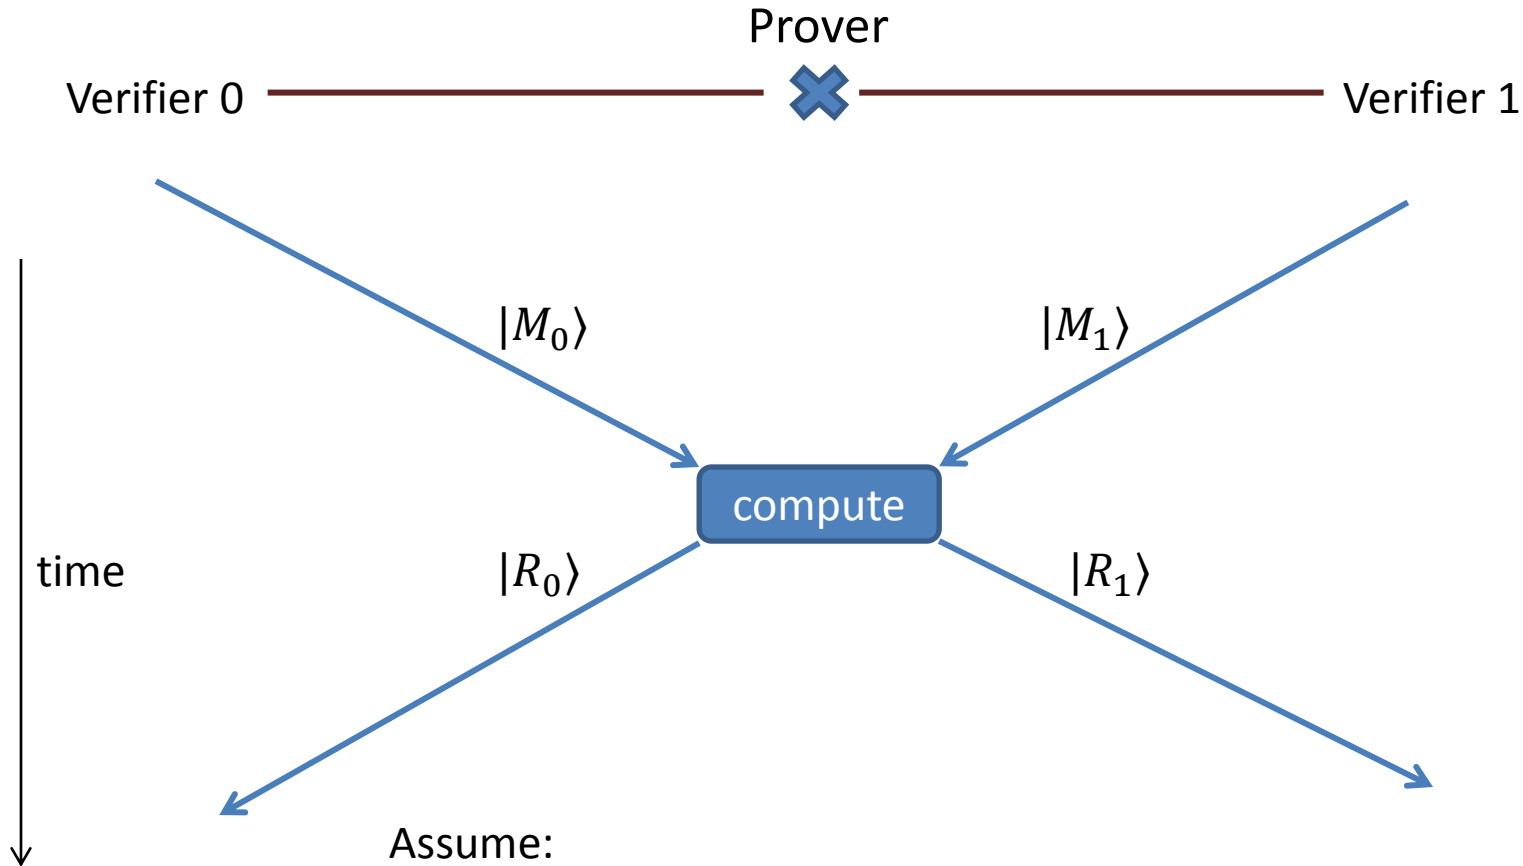 Prover
Verifier 0
Verifier 1
|M₀⟩
|M₁⟩
compute
time
|R₀⟩
|R₁⟩
Assume: